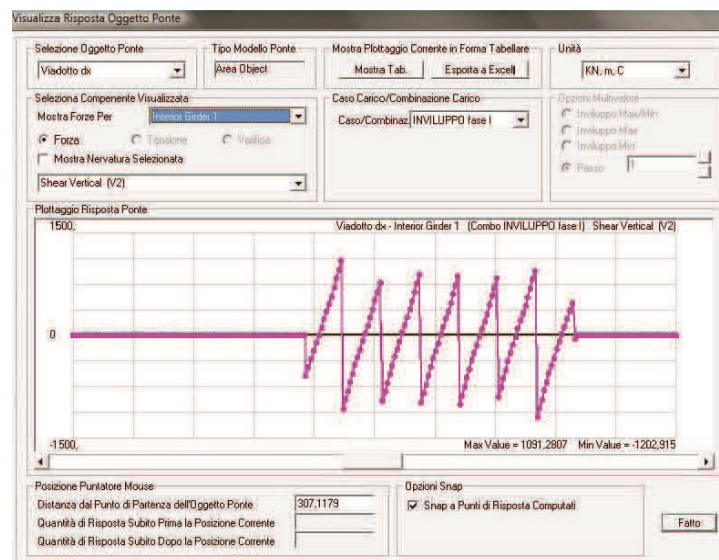 Visualizza Risposta Oggetto Ponte
Selezione Oggetto Ponte
Viadotto dx
Tipo Modello Ponte
Area Object
Mostra Plottaggio Corrente in Forma Tabellare
Mostra Tab.
Esporta a Excell
Unità
KN, m, C
Seleziona Compenente Visualizzata
Mostra Forze Per
Interior Girder 1
Forza
Tensione
Verifica
Mostra Nervatura Selezionata
Shear Vertical (V2)
Caso Carico/Combinazione Carico
Caso/Combinaz.
INVILUPPO fase I
Opzioni Multivalore
Inviluppo Max/Min
Inviluppo Max
Inviluppo Min
Passo
1
Plottaggio Risposta Ponte
1500,
Viadotto dx - Interior Girder 1 (Combo INVILUPPO fase I) Shear Vertical (V2)
0
-1500,
Max Value = 1091,2807 Min Value = -1202,915
Posizione Puntatore Mouse
Distanza dal Punto di Partenza dell'Oggetto Ponte
307,1179
Quantità di Risposta Subito Prima la Posizione Corrente
Quantità di Risposta Subito Dopo la Posizione Corrente
Opzioni Snap
Snap a Punti di Risposta Computati
Fatto